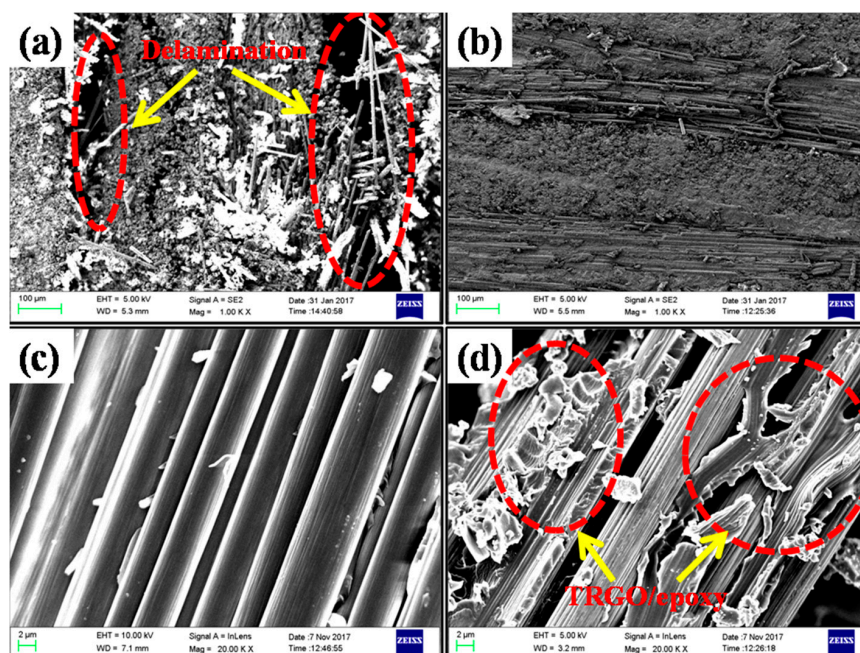 (a)
Delamination
100 µm
EHT = 5.00 kV
WD = 5.3 mm
Signal A = SE2
Mag = 1.00 K X
Date :31 Jan 2017
Time :14:40:58
ZEISS
(b)
100 µm
EHT = 5.00 kV
WD = 5.5 mm
Signal A = SE2
Mag = 1.00 K X
Date :31 Jan 2017
Time :12:25:36
ZEISS
(c)
2 µm
EHT = 10.00 kV
WD = 7.1 mm
Signal A = InLens
Mag = 20.00 K X
Date :7 Nov 2017
Time :12:46:55
ZEISS
(d)
TRGO/epoxy
2 µm
EHT = 5.00 kV
WD = 3.2 mm
Signal A = InLens
Mag = 20.00 K X
Date :7 Nov 2017
Time :12:26:18
ZEISS